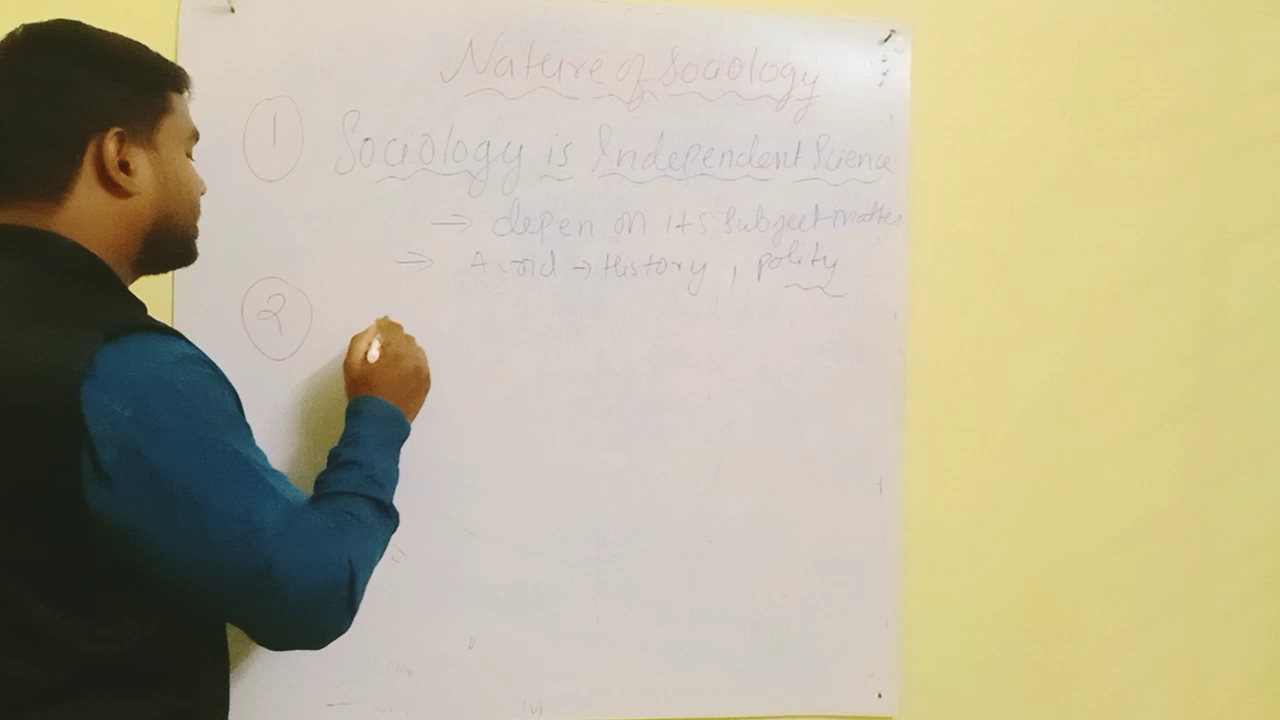 Nature of Sociology
1 Sociology is Independent Science
→ depen on its Subject matter
→ Avoid → History, polity
2